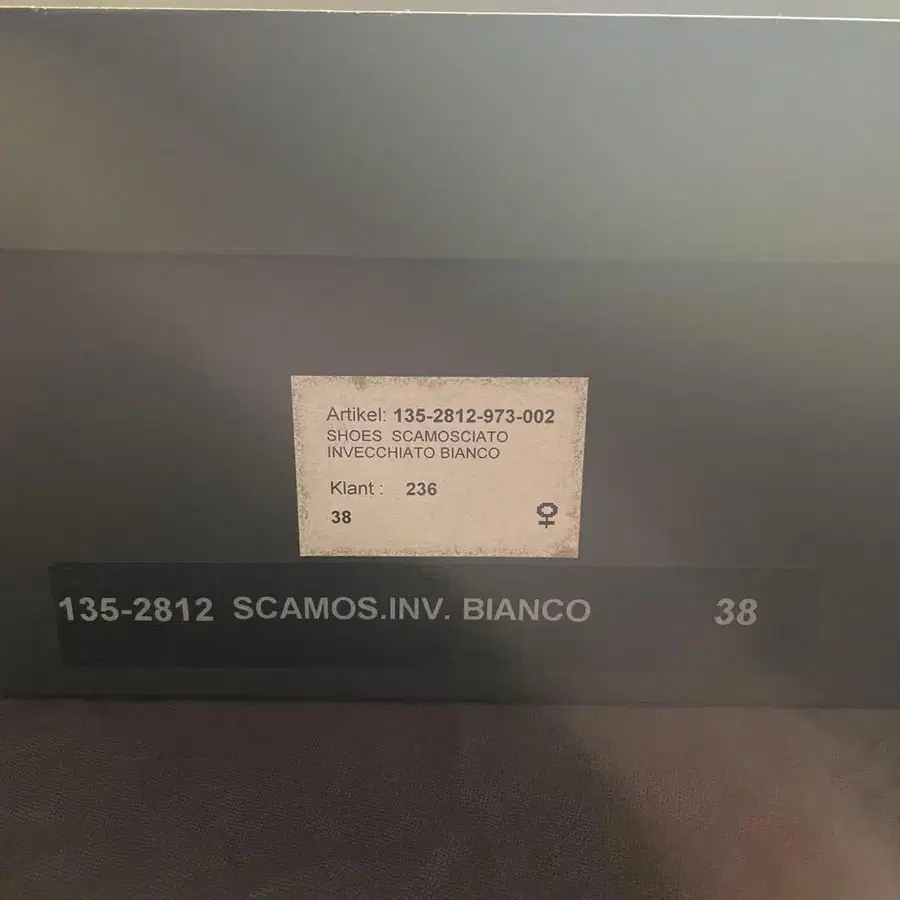 Artikel: 135-2812-973-002
SHOES SCAMOSCIATO
INVECCHIATO BIANCO
Klant : 236
38
135-2812 SCAMOS.INV. BIANCO 38